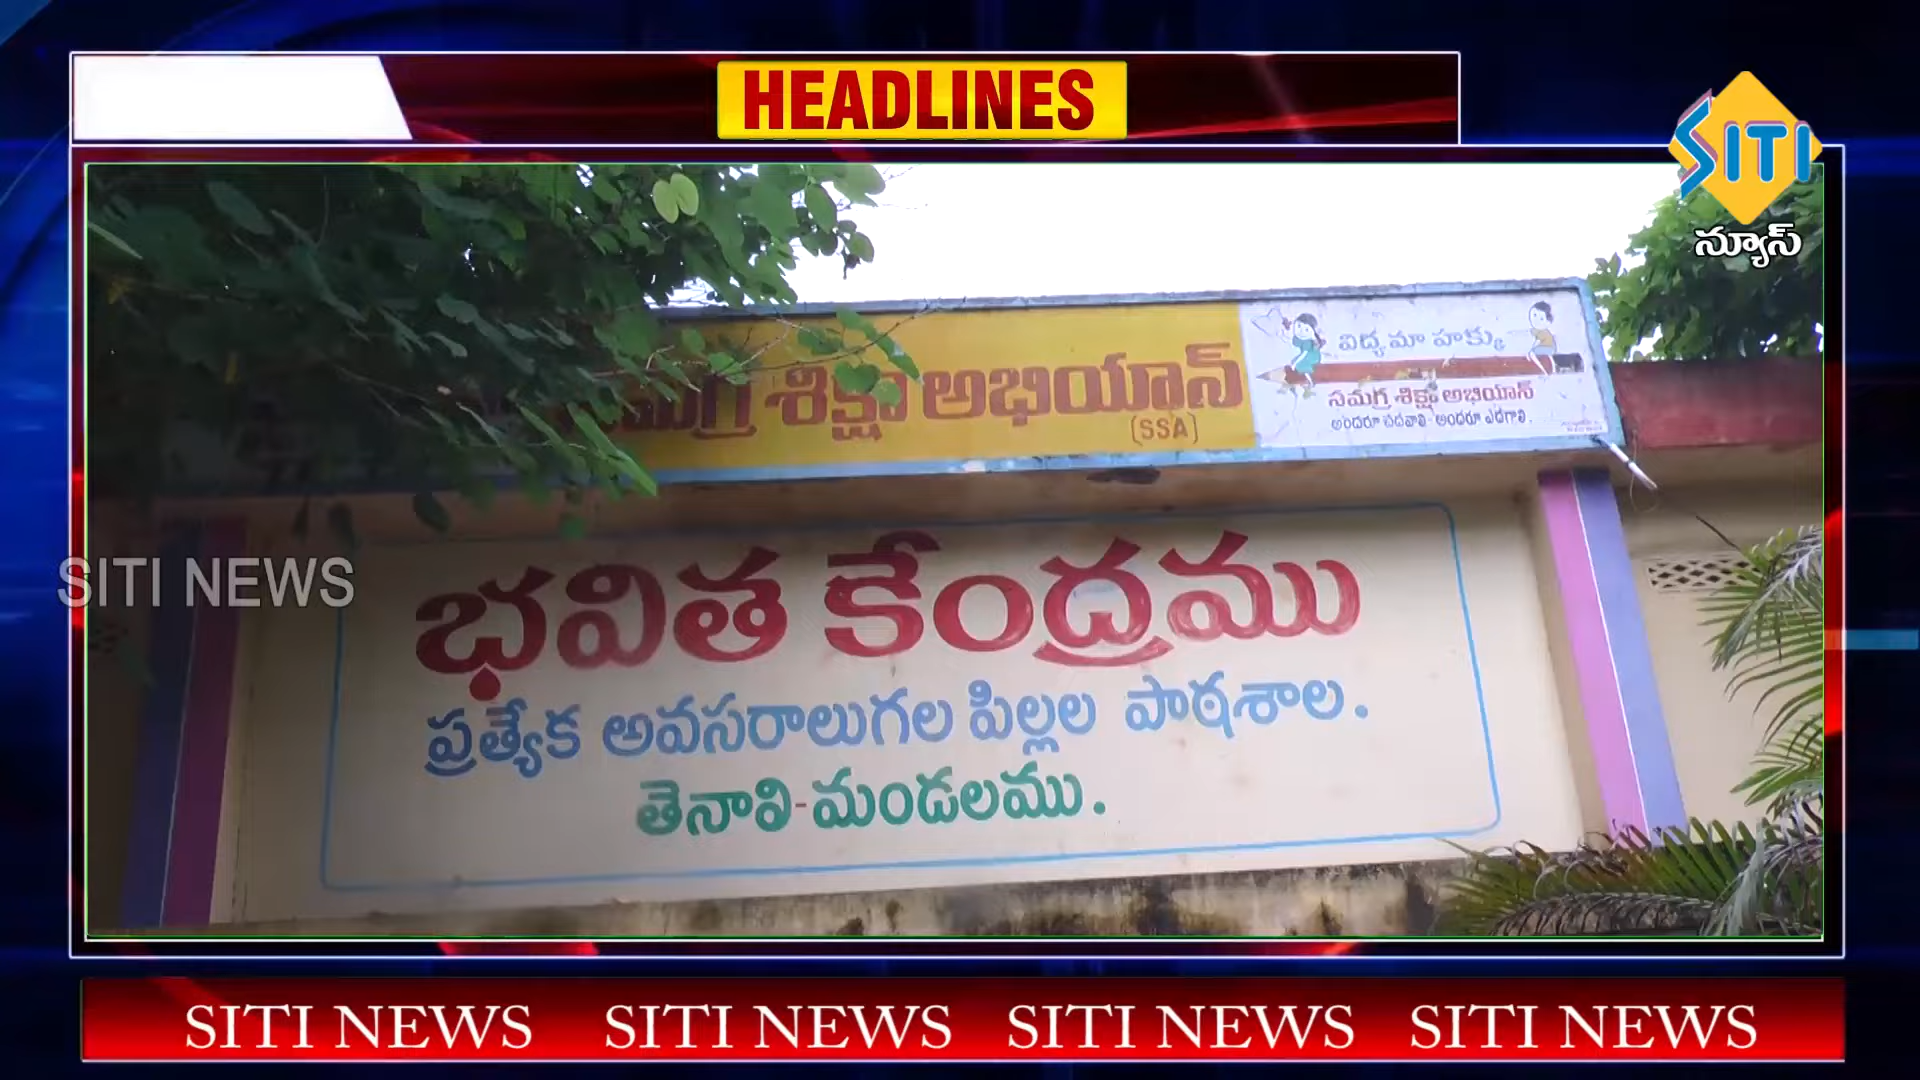 HEADLINES
SITI
న్యూస్
సమగ్ర శిక్షా అభియాన్
(SSA)
విద్య మా హక్కు
సమగ్ర శిక్షా అభియాన్
అందరూ చదవాలి - అందరూ ఎదగాలి.
SITI NEWS
భవిత కేంద్రము
ప్రత్యేక అవసరాలుగల పిల్లల పాఠశాల.
తెనాలి-మండలము.
SITI NEWS SITI NEWS SITI NEWS SITI NEWS